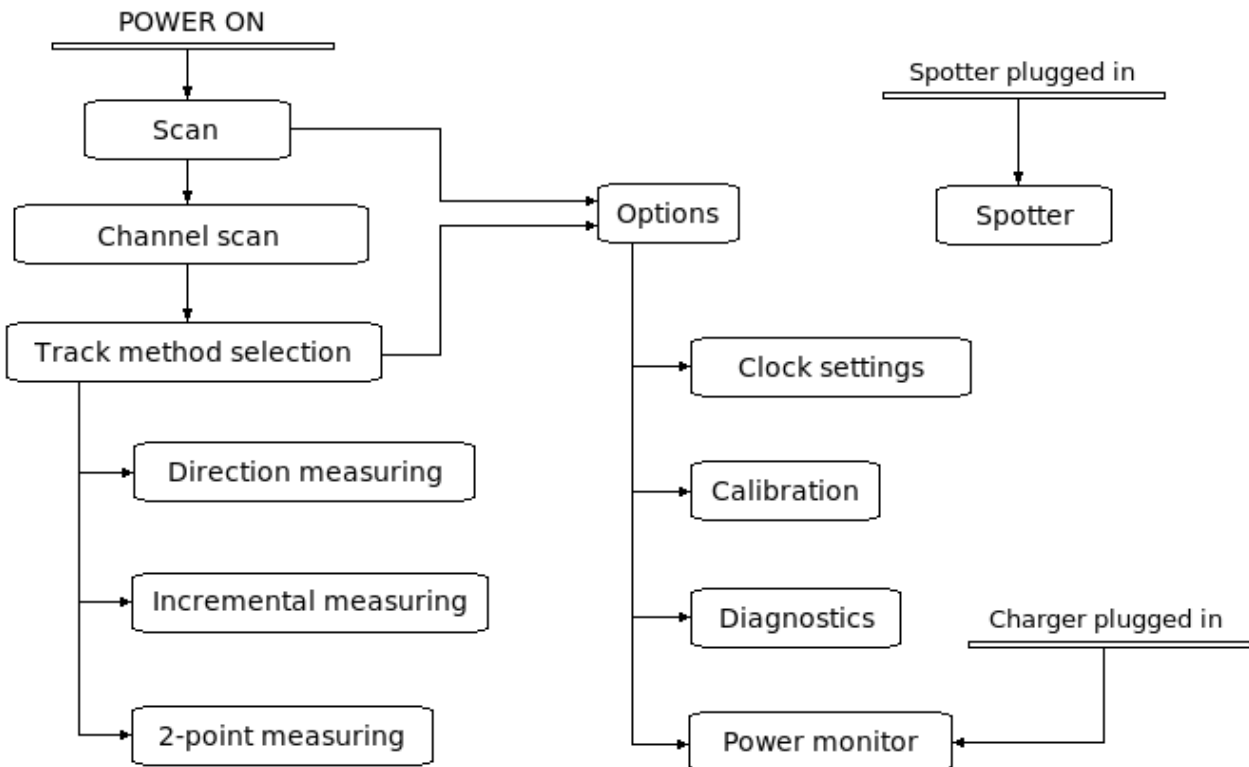 POWER ON
Scan
Channel scan
Track method selection
Direction measuring
Incremental measuring
2-point measuring
Options
Clock settings
Calibration
Diagnostics
Power monitor
Spotter plugged in
Spotter
Charger plugged in